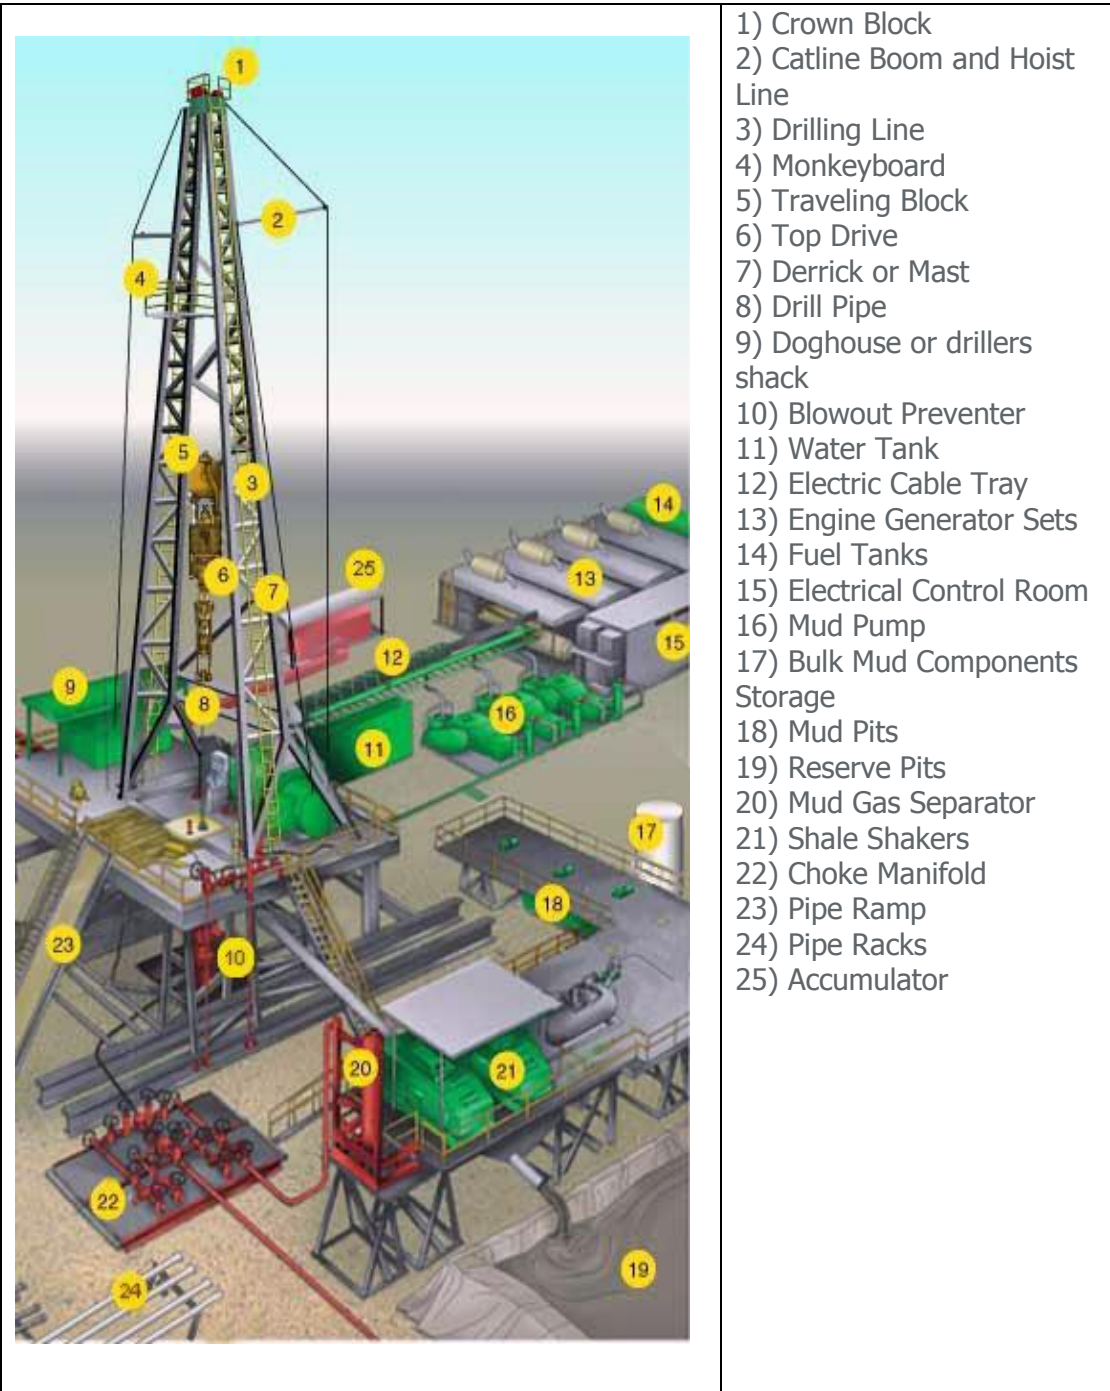 1
2
4
5
3
14
6
13
25
7
12
15
9
8
16
11
17
18
23
10
20
21
22
19
24
1) Crown Block
2) Catline Boom and Hoist
Line
3) Drilling Line
4) Monkeyboard
5) Traveling Block
6) Top Drive
7) Derrick or Mast
8) Drill Pipe
9) Doghouse or drillers
shack
10) Blowout Preventer
11) Water Tank
12) Electric Cable Tray
13) Engine Generator Sets
14) Fuel Tanks
15) Electrical Control Room
16) Mud Pump
17) Bulk Mud Components
Storage
18) Mud Pits
19) Reserve Pits
20) Mud Gas Separator
21) Shale Shakers
22) Choke Manifold
23) Pipe Ramp
24) Pipe Racks
25) Accumulator